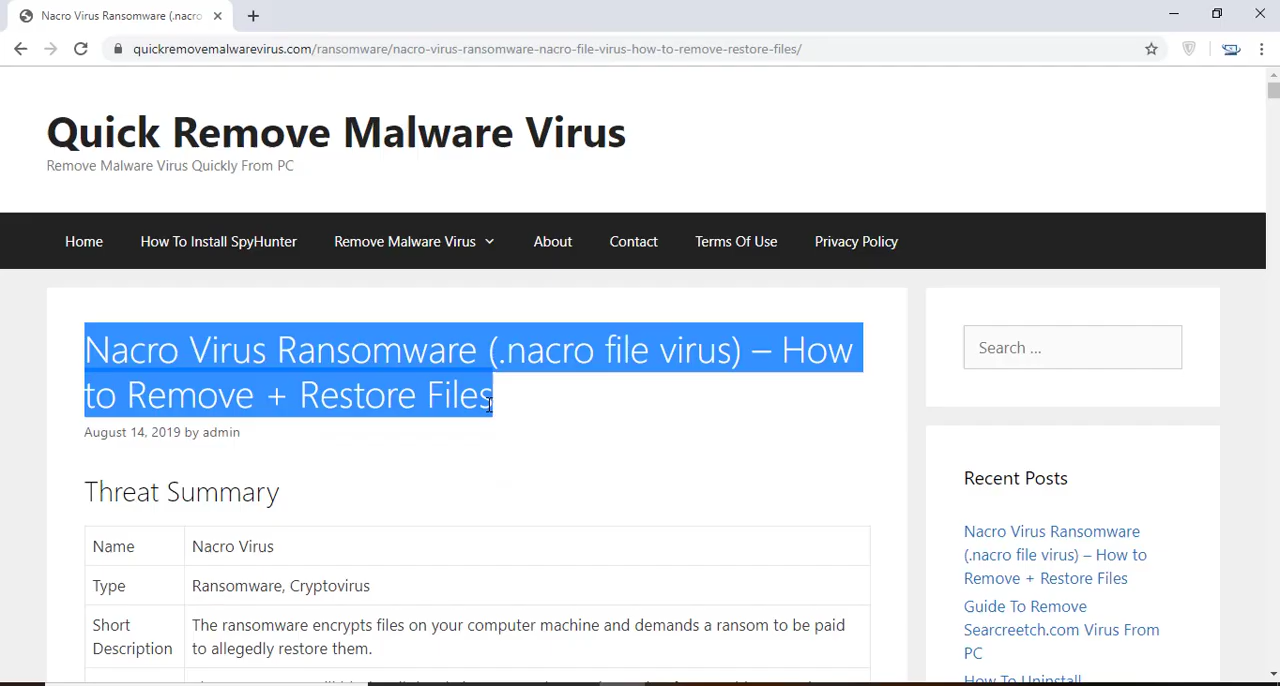 Nacro Virus Ransomware (.nacro
quickremovemalwarevirus.com/ransomware/nacro-virus-ransomware-nacro-file-virus-how-to-remove-restore-files/
Quick Remove Malware Virus
Remove Malware Virus Quickly From PC
Home How To Install SpyHunter Remove Malware Virus About Contact Terms Of Use Privacy Policy
Nacro Virus Ransomware (.nacro file virus) – How
to Remove + Restore Files
August 14, 2019 by admin
Threat Summary
Name Nacro Virus
Type Ransomware, Cryptovirus
Short The ransomware encrypts files on your computer machine and demands a ransom to be paid
Description to allegedly restore them.
Search ...
Recent Posts
Nacro Virus Ransomware
(.nacro file virus) – How to
Remove + Restore Files
Guide To Remove
Searcreetch.com Virus From
PC
How To Uninstall